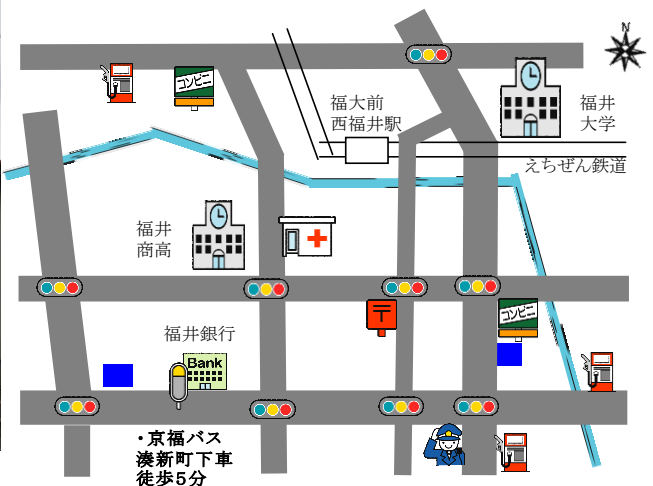 N
コンビニ
福大前
西福井駅
福井
大学
えちぜん鉄道
福井
商高
〒
コンビニ
福井銀行
Bank
・京福バス
湊新町下車
徒歩5分